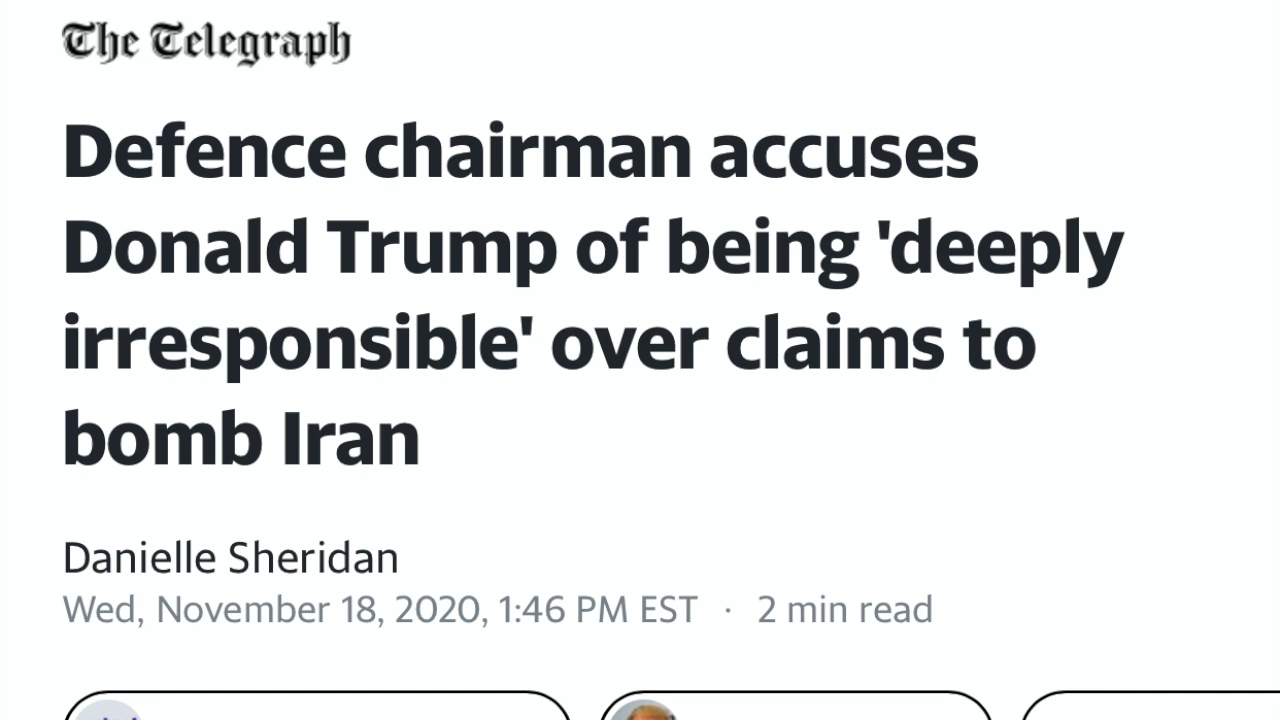 The Telegraph
Defence chairman accuses
Donald Trump of being 'deeply
irresponsible' over claims to
bomb Iran
Danielle Sheridan
Wed, November 18, 2020, 1:46 PM EST · 2 min read